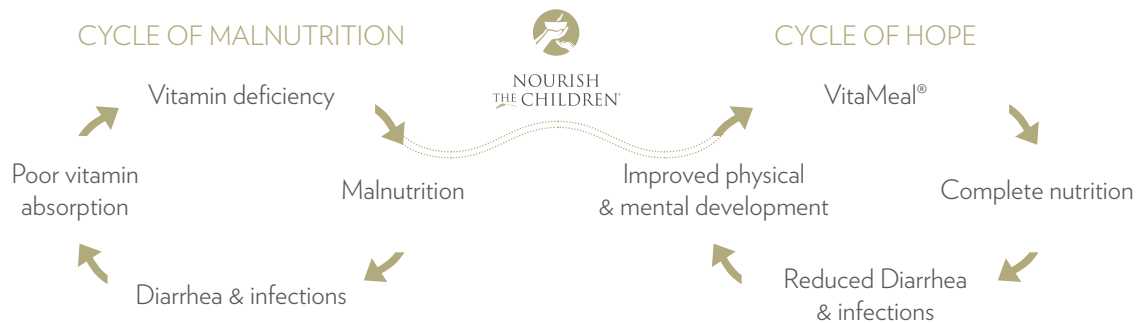 CYCLE OF MALNUTRITION
Vitamin deficiency
Malnutrition
Diarrhea & infections
Poor vitamin
absorption
NOURISH
THE CHILDREN®
CYCLE OF HOPE
VitaMeal®
Complete nutrition
Reduced Diarrhea
& infections
Improved physical
& mental development